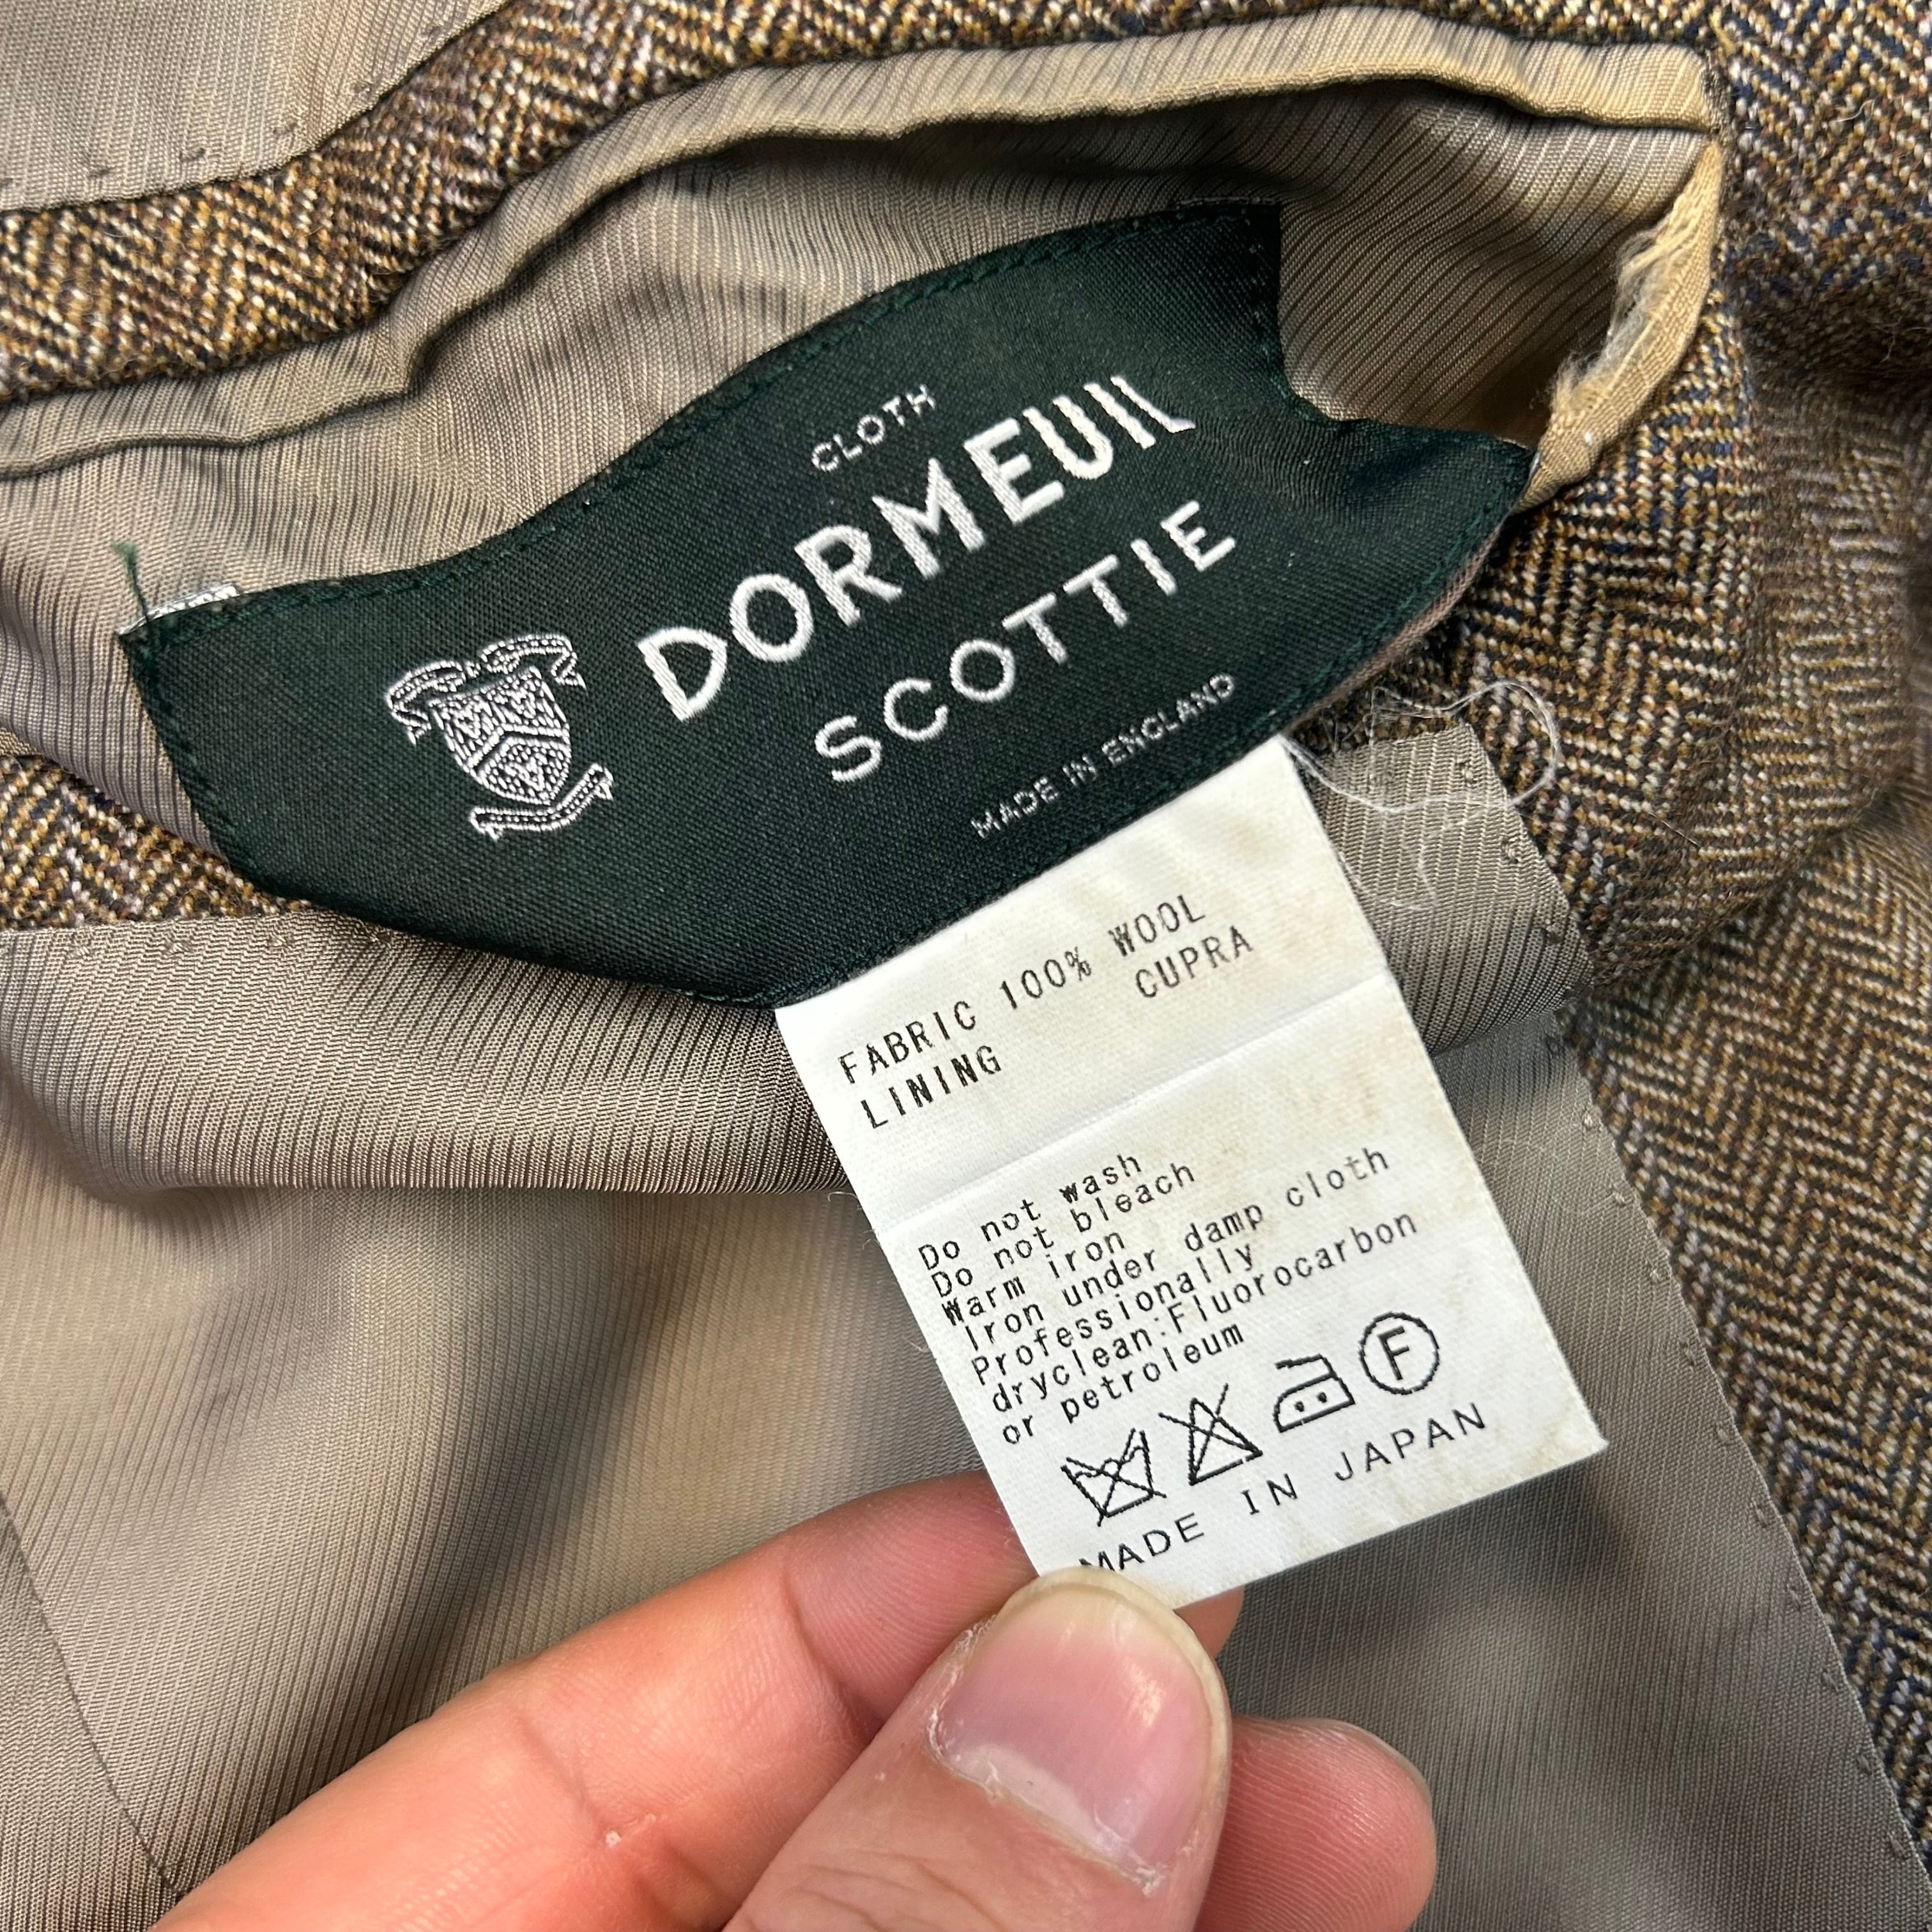 CLOTH
DORMEUIL
SCOTTIE
MADE IN ENGLAND
FABRIC 100% WOOL
LINING CUPRA
Do not wash
Do not bleach
Warm iron
Iron under damp cloth
Professionally
dryclean:Fluorocarbon
or petroleum
F
MADE IN JAPAN